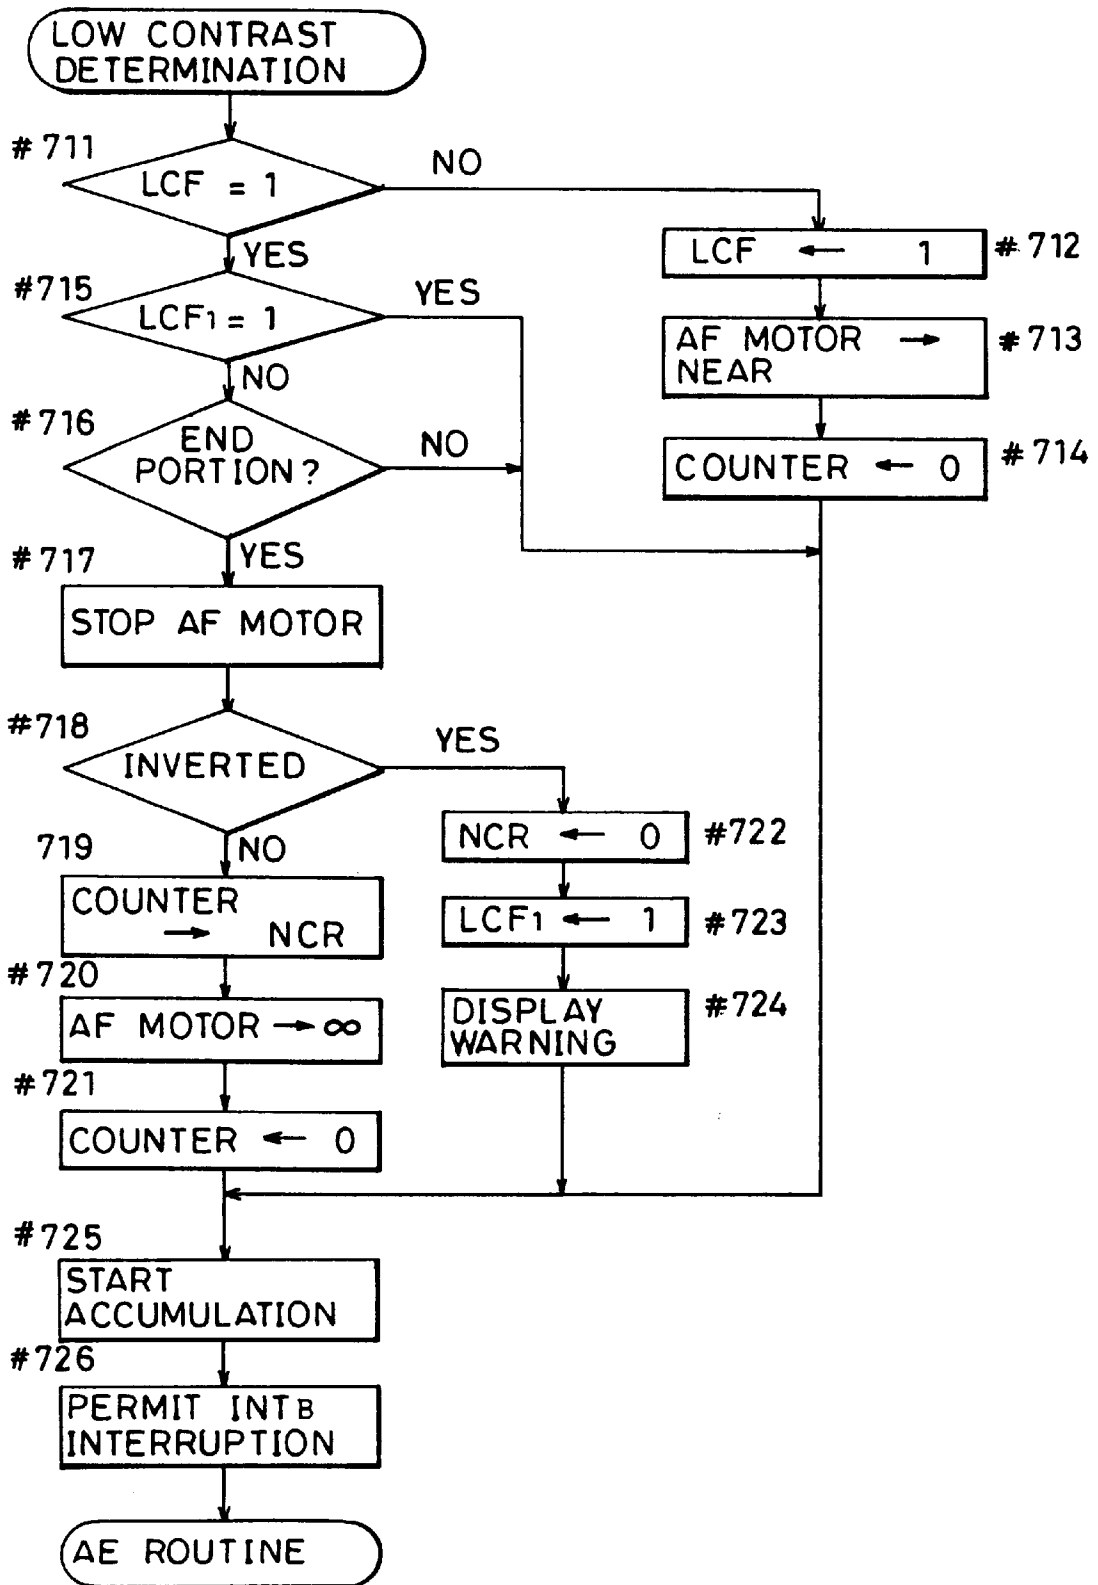 LOW CONTRAST
DETERMINATION
#711
LCF = 1
NO
YES
#712
LCF ← 1
#713
AF MOTOR →
NEAR
#714
COUNTER ← 0
#715
LCF1 = 1
YES
NO
#716
END
PORTION?
NO
YES
#717
STOP AF MOTOR
#718
INVERTED
YES
NO
719
COUNTER
→ NCR
#720
AF MOTOR → ∞
#721
COUNTER ← 0
NCR ← 0
#722
LCF1 ← 1
#723
DISPLAY
WARNING
#724
#725
START
ACCUMULATION
#726
PERMIT INTB
INTERRUPTION
AE ROUTINE